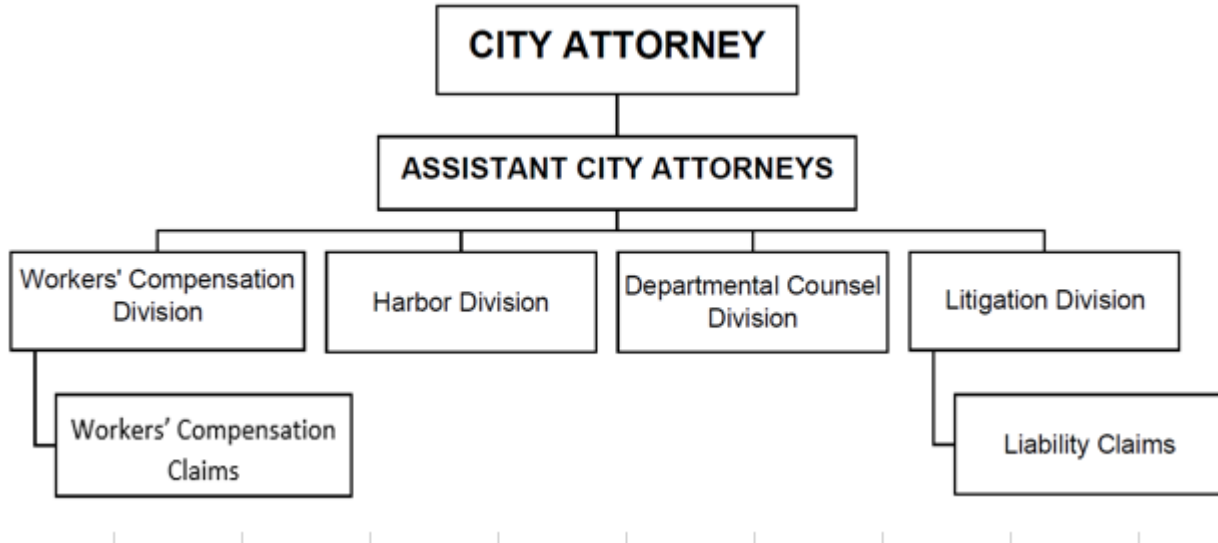 CITY ATTORNEY
ASSISTANT CITY ATTORNEYS
Workers' Compensation
Division
Harbor Division
Departmental Counsel
Division
Litigation Division
Workers’ Compensation
Claims
Liability Claims